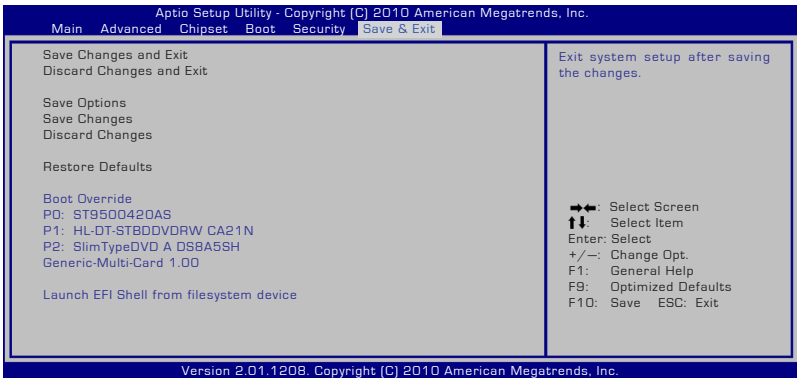 Aptio Setup Utility - Copyright (C) 2010 American Megatrends, Inc.
Main Advanced Chipset Boot Security Save & Exit
Save Changes and Exit
Discard Changes and Exit
Save Options
Save Changes
Discard Changes
Restore Defaults
Boot Override
P0: ST9500420AS
P1: HL-DT-STBDDVDRW CA21N
P2: SlimTypeDVD A DS8A5SH
Generic-Multi-Card 1.00
Launch EFI Shell from filesystem device
Exit system setup after saving
the changes.
➡⬅: Select Screen
⬆⬇: Select Item
Enter: Select
+/—: Change Opt.
F1: General Help
F9: Optimized Defaults
F10: Save ESC: Exit
Version 2.01.1208. Copyright (C) 2010 American Megatrends, Inc.